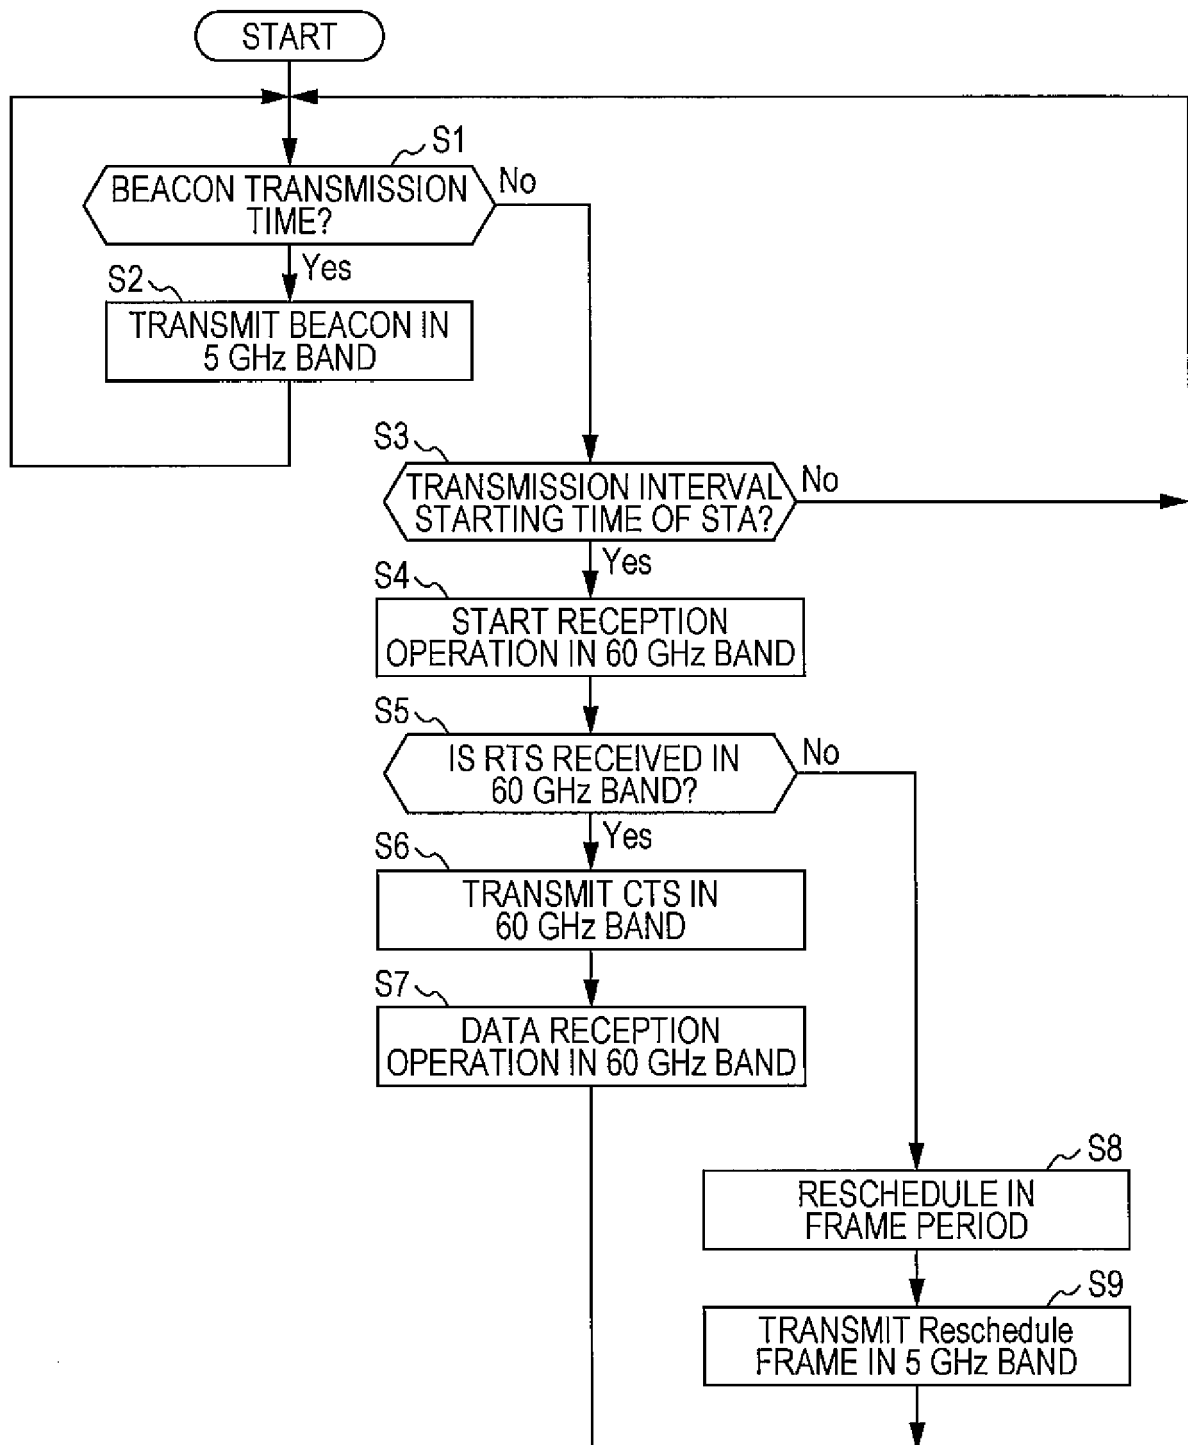 START
S1
BEACON TRANSMISSION
TIME?
No
Yes
S2
TRANSMIT BEACON IN
5 GHz BAND
S3
TRANSMISSION INTERVAL
STARTING TIME OF STA?
No
Yes
S4
START RECEPTION
OPERATION IN 60 GHz BAND
S5
IS RTS RECEIVED IN
60 GHz BAND?
No
Yes
S6
TRANSMIT CTS IN
60 GHz BAND
S7
DATA RECEPTION
OPERATION IN 60 GHz BAND
S8
RESCHEDULE IN
FRAME PERIOD
S9
TRANSMIT Reschedule
FRAME IN 5 GHz BAND